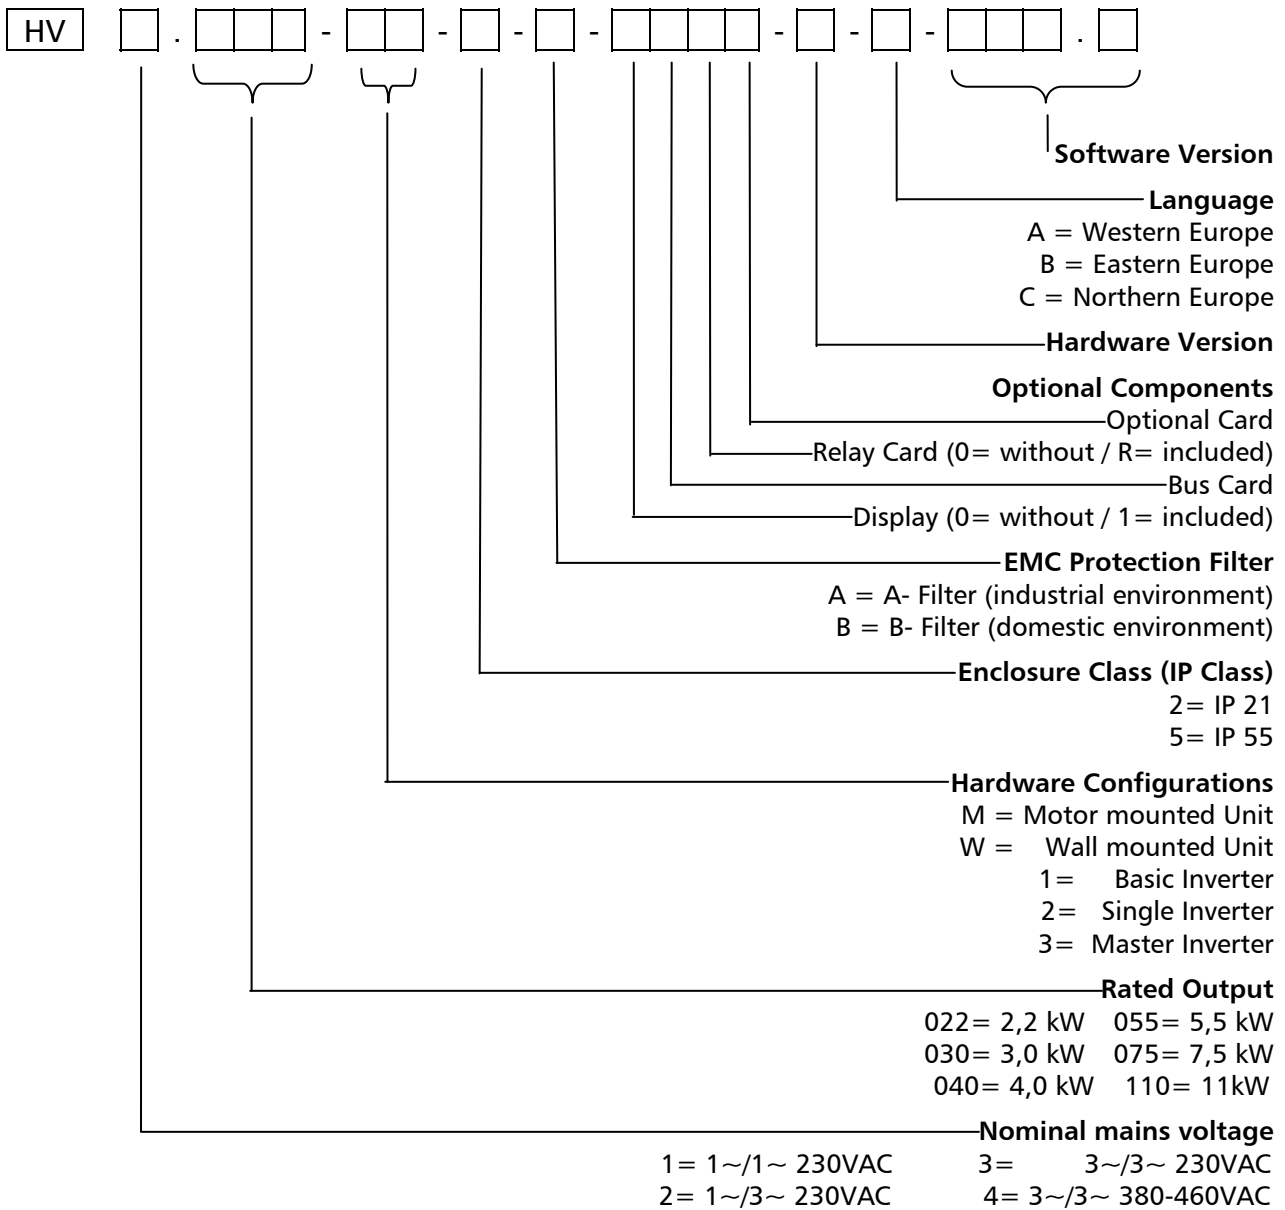 HV . - - - - - - .
Software Version
Language
A = Western Europe
B = Eastern Europe
C = Northern Europe
Hardware Version
Optional Components
Optional Card
Relay Card (0= without / R= included)
Bus Card
Display (0= without / 1= included)
EMC Protection Filter
A = A- Filter (industrial environment)
B = B- Filter (domestic environment)
Enclosure Class (IP Class)
2= IP 21
5= IP 55
Hardware Configurations
M = Motor mounted Unit
W = Wall mounted Unit
1= Basic Inverter
2= Single Inverter
3= Master Inverter
Rated Output
022= 2,2 kW 055= 5,5 kW
030= 3,0 kW 075= 7,5 kW
040= 4,0 kW 110= 11kW
Nominal mains voltage
1= 1~/1~ 230VAC 3= 3~/3~ 230VAC
2= 1~/3~ 230VAC 4= 3~/3~ 380-460VAC